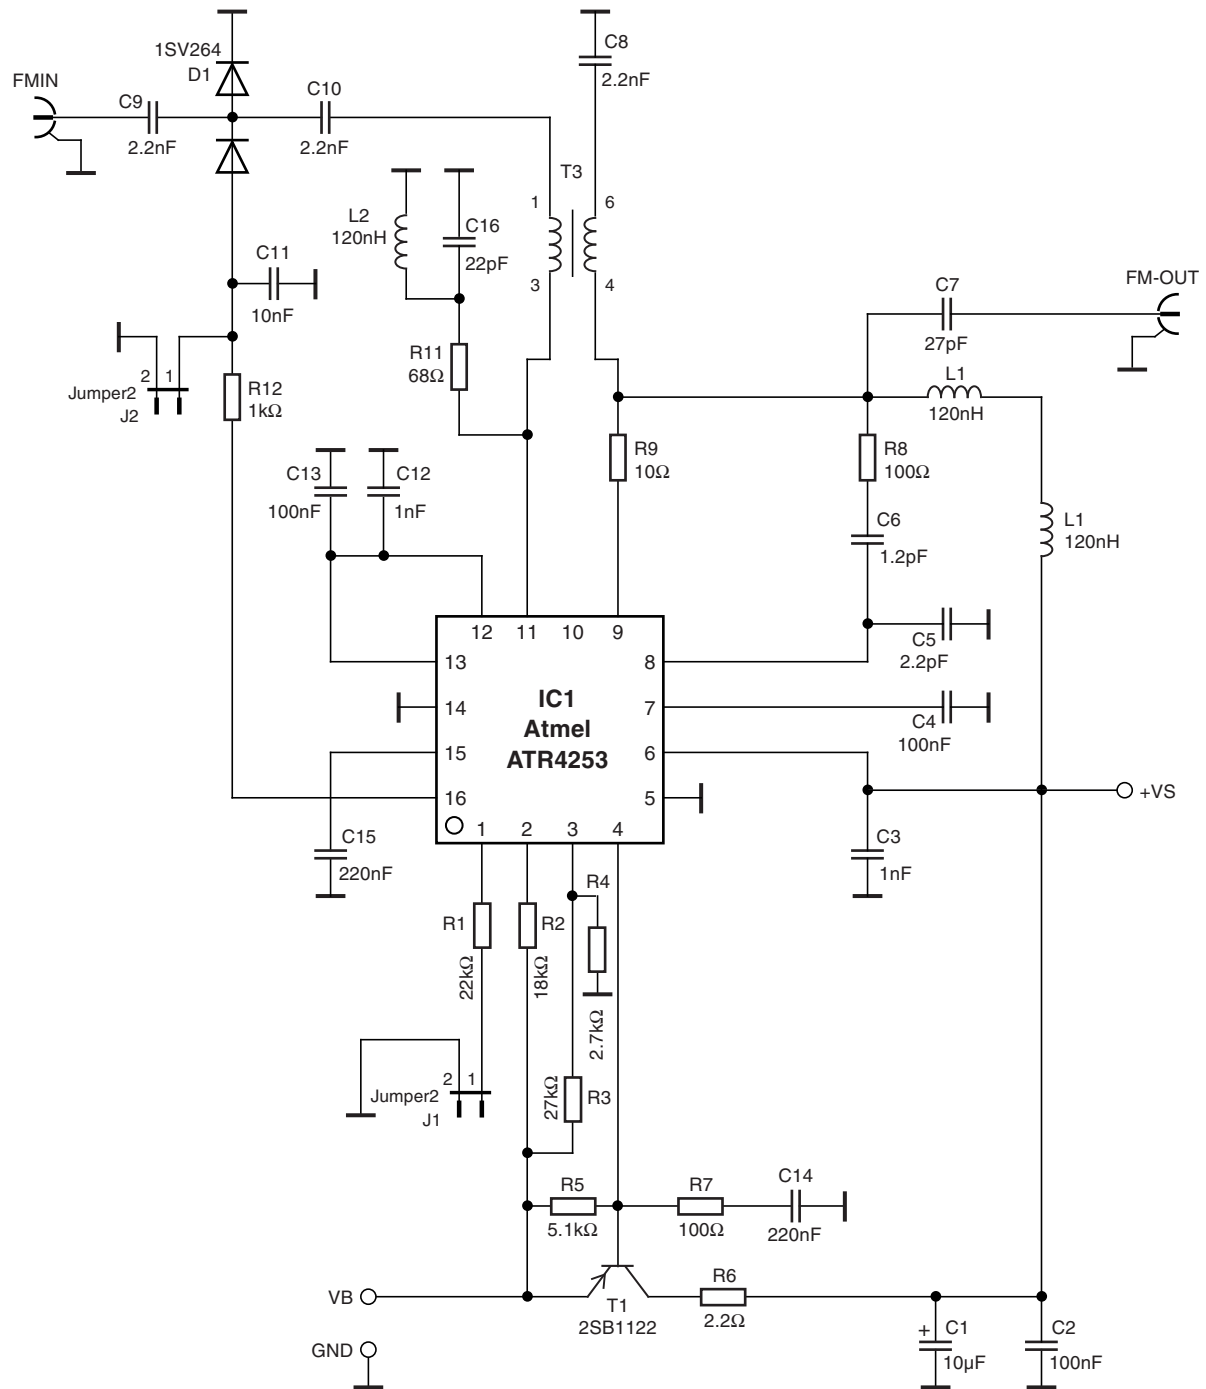 1SV264
D1
C8
2.2nF
FMIN
C9
2.2nF
C10
2.2nF
T3
1
6
3
4
L2
120nH
C16
22pF
C11
10nF
R11
68Ω
C7
27pF
FM-OUT
2
1
Jumper2
J2
R12
1kΩ
L1
120nH
R9
10Ω
R8
100Ω
C13
100nF
C12
1nF
C6
1.2pF
L1
120nH
C5
2.2pF
C4
100nF
12
11
10
9
13
14
15
16
8
7
6
5
IC1
Atmel
ATR4253
1
2
3
4
+VS
C15
220nF
C3
1nF
R4
2.7kΩ
R1
22kΩ
R2
18kΩ
2
1
Jumper2
J1
27kΩ
R3
R5
5.1kΩ
R7
100Ω
C14
220nF
VB
T1
2SB1122
R6
2.2Ω
GND
+
C1
10µF
C2
100nF